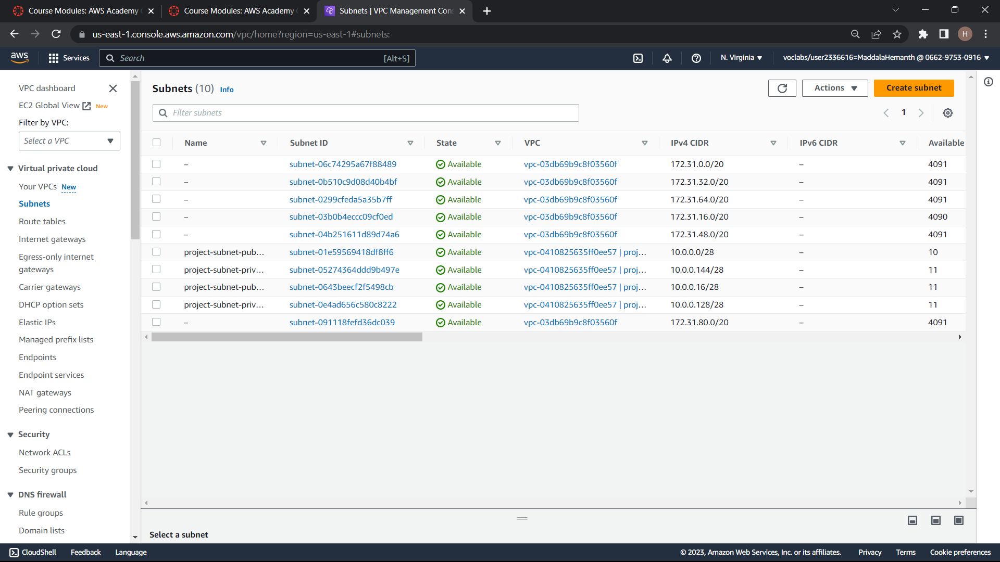 Course Modules: AWS Academy
Course Modules: AWS Academy
Subnets | VPC Management Cons
us-east-1.console.aws.amazon.com/vpc/home?region=us-east-1#subnets:
H
aws
Services
Search
[Alt+S]
N. Virginia
voclabs/user2336616=MaddalaHemanth @ 0662-9753-0916
VPC dashboard
EC2 Global View New
Filter by VPC:
Select a VPC
Virtual private cloud
Your VPCs New
Subnets
Route tables
Internet gateways
Egress-only internet
gateways
Carrier gateways
DHCP option sets
Elastic IPs
Managed prefix lists
Endpoints
Endpoint services
NAT gateways
Peering connections
Security
Network ACLs
Security groups
DNS firewall
Rule groups
Domain lists
Subnets (10) Info
Actions
Create subnet
Filter subnets
1
Name Subnet ID State VPC IPv4 CIDR IPv6 CIDR Available
– subnet-06c74295a67f88489 Available vpc-03db69b9c8f03560f 172.31.0.0/20 – 4091
– subnet-0b510c9d08d40b4bf Available vpc-03db69b9c8f03560f 172.31.32.0/20 – 4091
– subnet-0299cfeda5a35b7ff Available vpc-03db69b9c8f03560f 172.31.64.0/20 – 4091
– subnet-03b0b4eccc09cf0ed Available vpc-03db69b9c8f03560f 172.31.16.0/20 – 4090
– subnet-04b251611d89d74a6 Available vpc-03db69b9c8f03560f 172.31.48.0/20 – 4091
project-subnet-pub... subnet-01e59569418df8ff6 Available vpc-0410825635ff0ee57 | proj... 10.0.0.0/28 – 10
project-subnet-priv... subnet-05274364ddd9b497e Available vpc-0410825635ff0ee57 | proj... 10.0.0.144/28 – 11
project-subnet-pub... subnet-0643beecf2f5498cb Available vpc-0410825635ff0ee57 | proj... 10.0.0.16/28 – 11
project-subnet-priv... subnet-0e4ad656c580c8222 Available vpc-0410825635ff0ee57 | proj... 10.0.0.128/28 – 11
– subnet-091118fefd36dc039 Available vpc-03db69b9c8f03560f 172.31.80.0/20 – 4091
Select a subnet
CloudShell Feedback Language
© 2023, Amazon Web Services, Inc. or its affiliates. Privacy Terms Cookie preferences